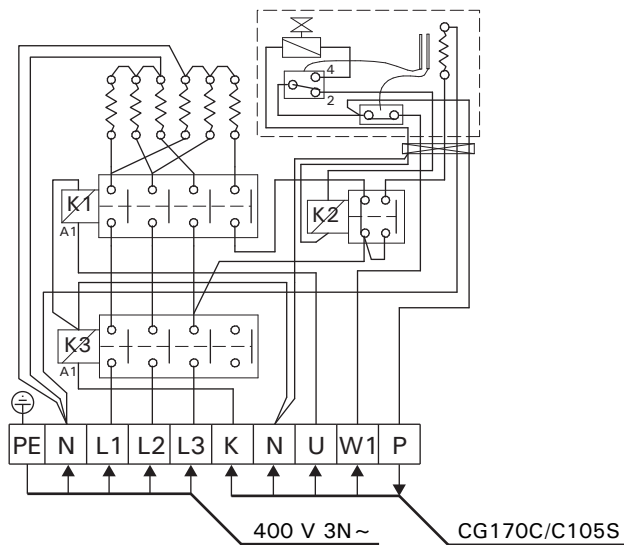 4
2
K1
A1
K2
K3
A1
PE N L1 L2 L3 K N U W1 P
400 V 3N~
CG170C/C105S